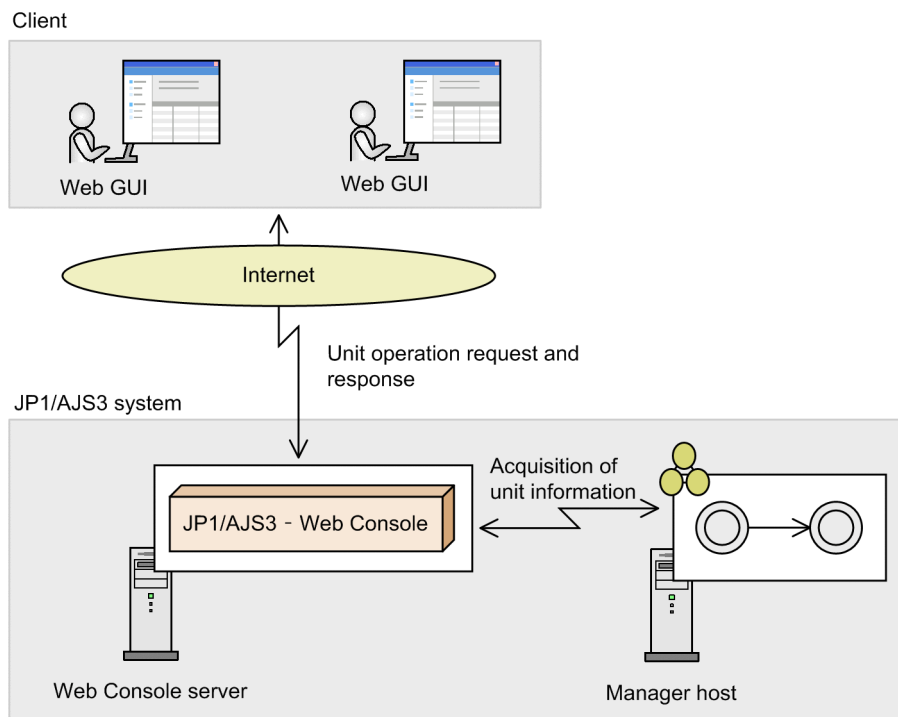 Client
Web GUI
Web GUI
Internet
Unit operation request and
response
JP1/AJS3 system
Acquisition of
unit information
JP1/AJS3 - Web Console
Web Console server
Manager host